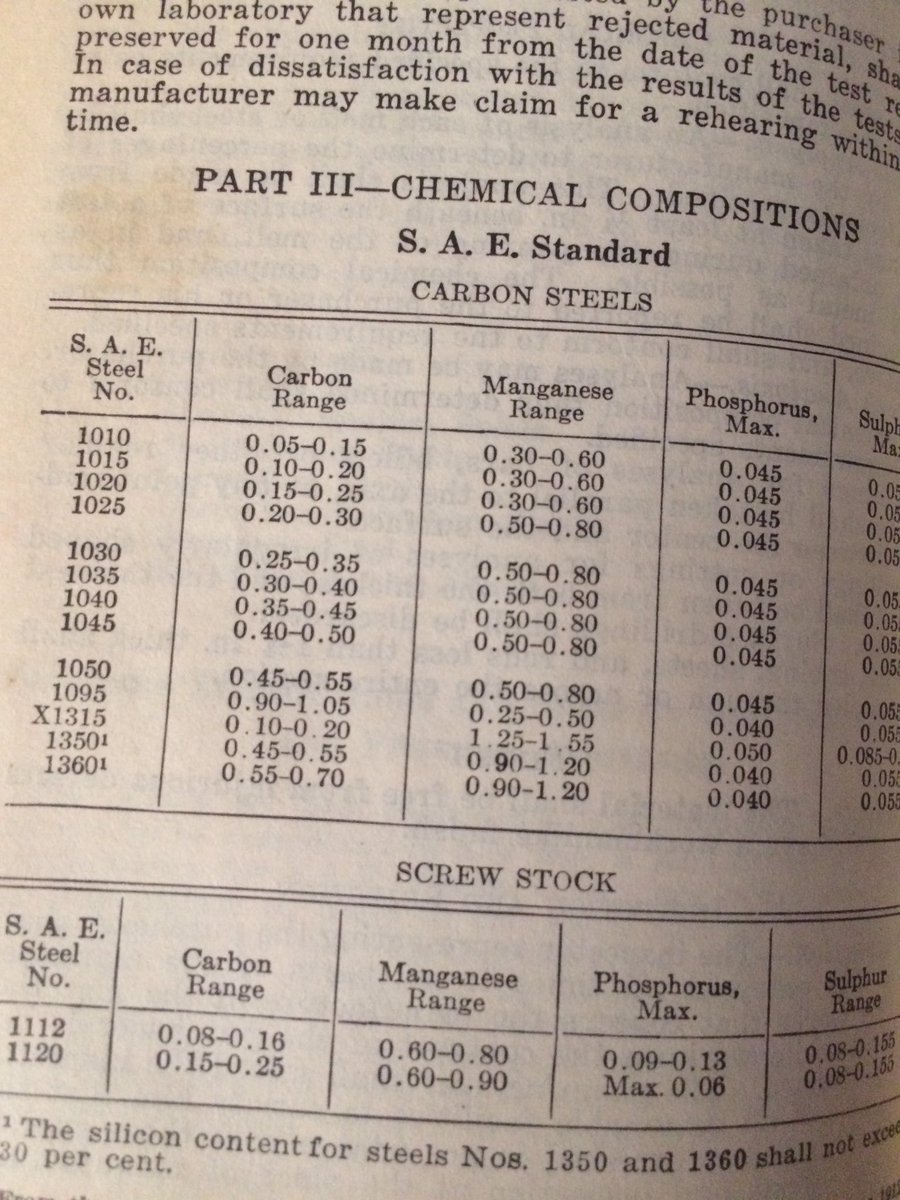 by the purchaser
own laboratory that represent rejected material,
preserved for one month from the date of the test
In case of dissatisfaction with the results of the tests
manufacturer may make claim for a rehearing within
time.
PART III—CHEMICAL COMPOSITIONS
S. A. E. Standard
CARBON STEELS
S. A. E. Steel No. Carbon Range Manganese Range Phosphorus, Max.
1010 0.05–0.15 0.30–0.60 0.045
1015 0.10–0.20 0.30–0.60 0.045
1020 0.15–0.25 0.30–0.60 0.045
1025 0.20–0.30 0.50–0.80 0.045
1030 0.25–0.35 0.50–0.80 0.045
1035 0.30–0.40 0.50–0.80 0.045
1040 0.35–0.45 0.50–0.80 0.045
1045 0.40–0.50 0.50–0.80 0.045
1050 0.45–0.55 0.50–0.80 0.045 0.055
1095 0.90–1.05 0.25–0.50 0.040 0.055
X1315 0.10–0.20 1.25–1.55 0.050
1350¹ 0.45–0.55 0.90–1.20 0.040 0.055
1360¹ 0.55–0.70 0.90–1.20 0.040 0.055
SCREW STOCK
S. A. E. Steel No. Carbon Range Manganese Range Phosphorus, Max. Sulphur Range
1112 0.08–0.16 0.60–0.80 0.09–0.13 0.08–0.155
1120 0.15–0.25 0.60–0.90 Max. 0.06 0.08–0.155
¹ The silicon content for steels Nos. 1350 and 1360 shall not
30 per cent.